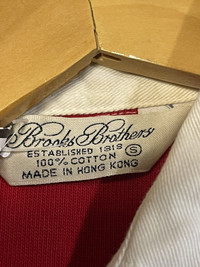 Brooks Brothers
ESTABLISHED 1818
100% COTTON S
MADE IN HONG KONG